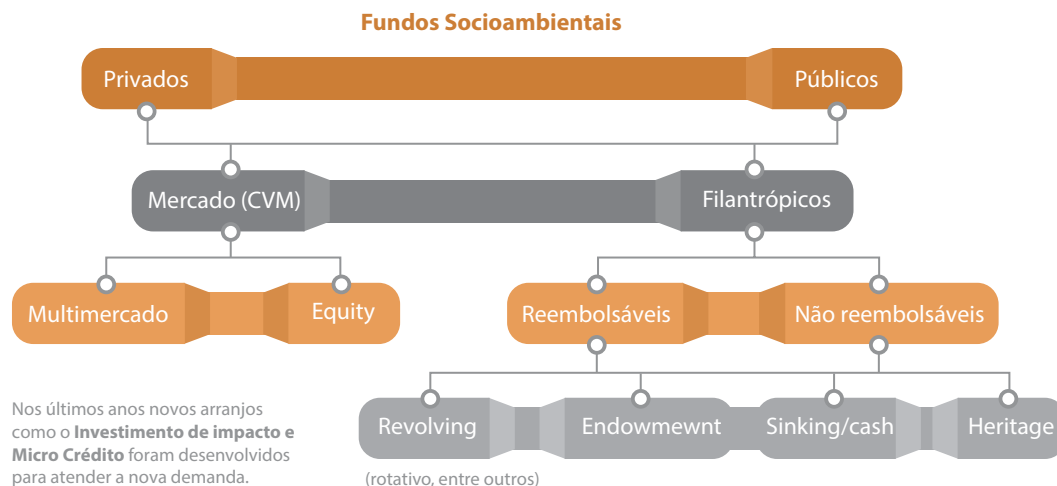 Fundos Socioambientais
Privados
Públicos
Mercado (CVM)
Filantrópicos
Multimercado
Equity
Reembolsáveis
Não reembolsáveis
Revolving
Endowmewnt
Sinking/cash
Heritage
(rotativo, entre outros)
Nos últimos anos novos arranjos
como o Investimento de impacto e
Micro Crédito foram desenvolvidos
para atender a nova demanda.